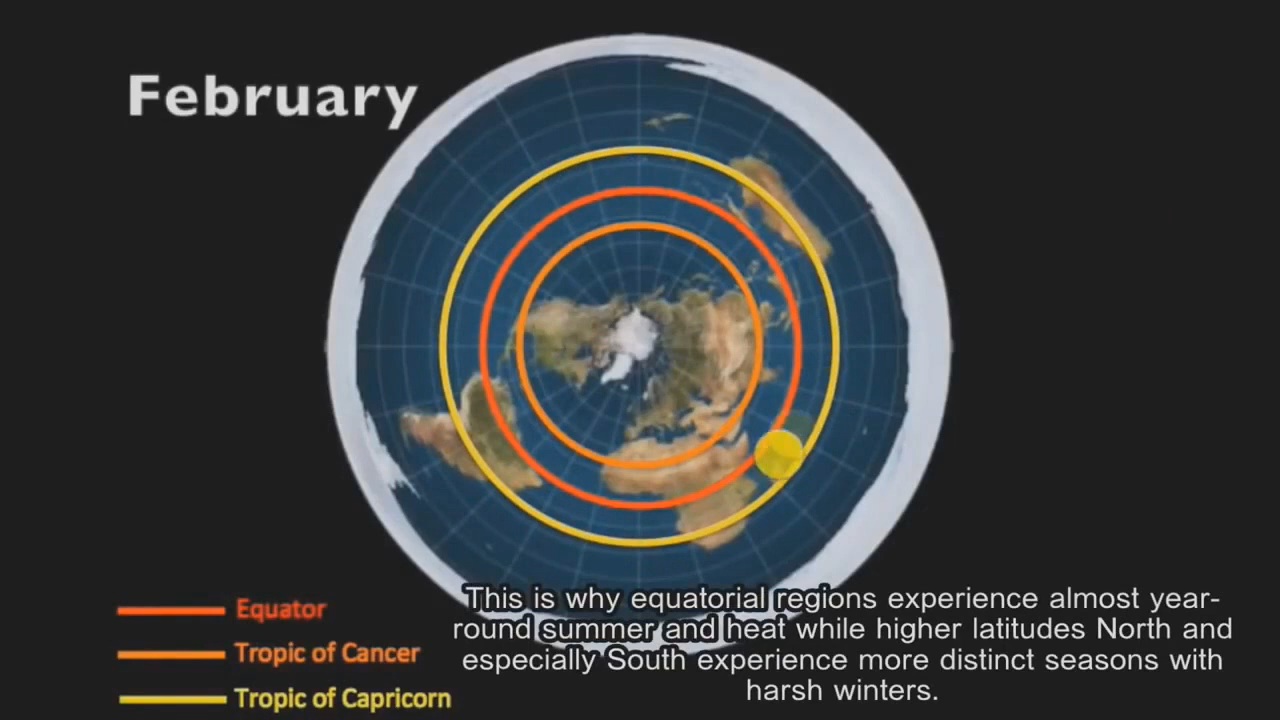 February
Equator
Tropic of Cancer
Tropic of Capricorn
This is why equatorial regions experience almost year-
round summer and heat while higher latitudes North and
especially South experience more distinct seasons with
harsh winters.